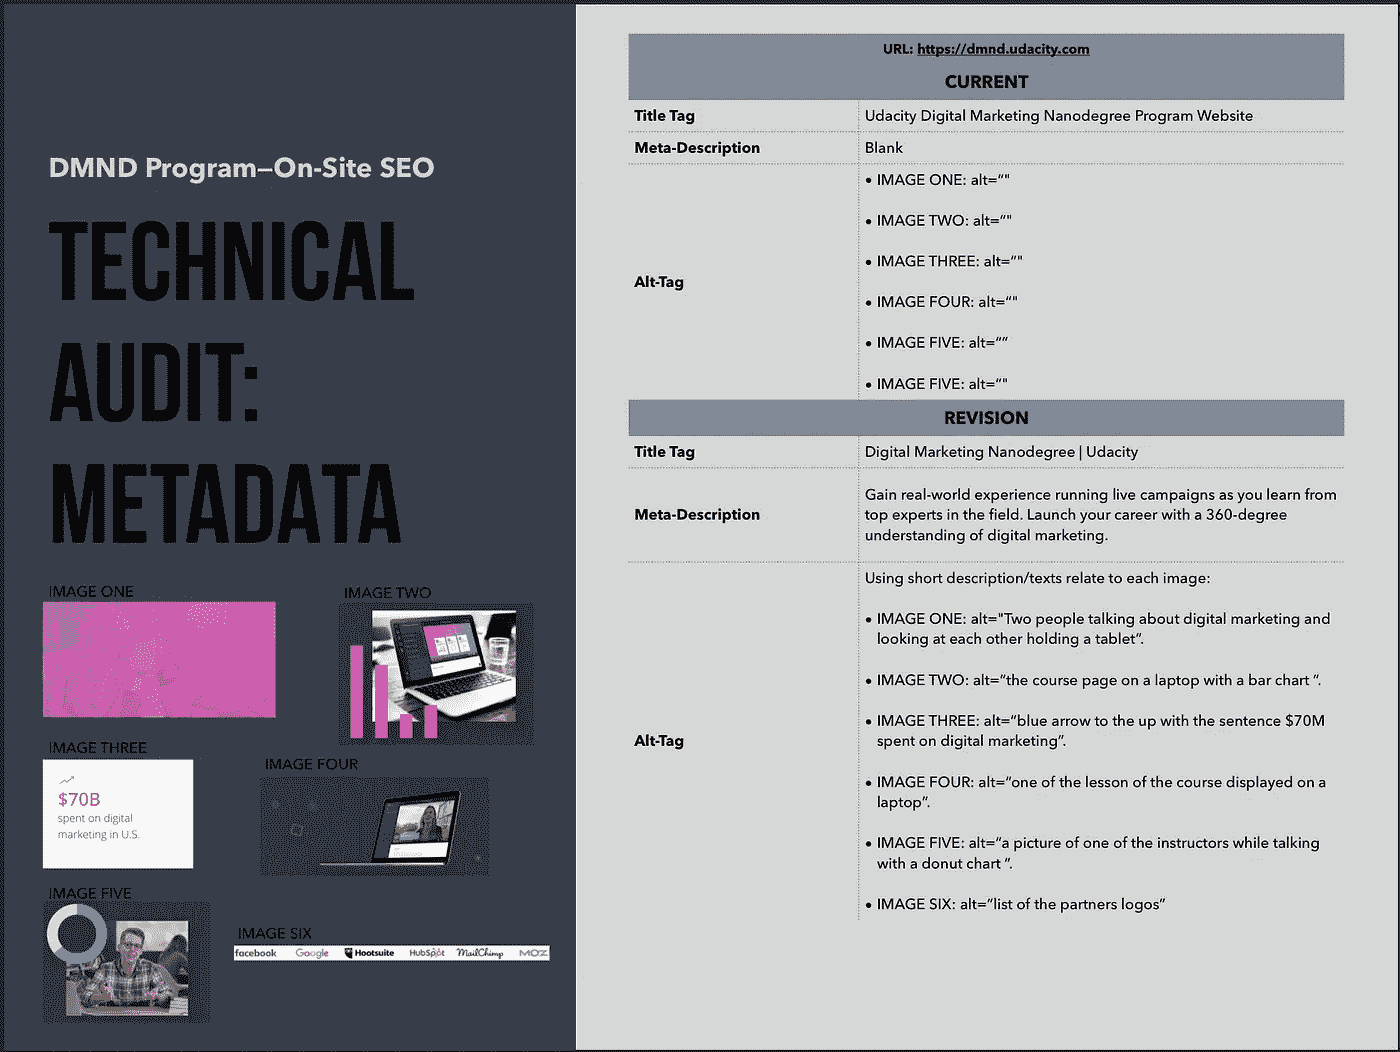 DMND Program—On-Site SEO
TECHNICAL
AUDIT:
METADATA
IMAGE ONE
IMAGE TWO
IMAGE THREE
$70B
spent on digital
marketing in U.S.
IMAGE FOUR
IMAGE FIVE
IMAGE SIX
facebook Google Hootsuite HubSpot MailChimp MOZ
URL: https://dmnd.udacity.com
CURRENT
Title Tag Udacity Digital Marketing Nanodegree Program Website
Meta-Description Blank
Alt-Tag
• IMAGE ONE: alt=“"
• IMAGE TWO: alt=“"
• IMAGE THREE: alt=“"
• IMAGE FOUR: alt=“"
• IMAGE FIVE: alt=“”
• IMAGE FIVE: alt=“"
REVISION
Title Tag Digital Marketing Nanodegree | Udacity
Meta-Description
Gain real-world experience running live campaigns as you learn from
top experts in the field. Launch your career with a 360-degree
understanding of digital marketing.
Alt-Tag
Using short description/texts relate to each image:
• IMAGE ONE: alt="Two people talking about digital marketing and
looking at each other holding a tablet”.
• IMAGE TWO: alt=“the course page on a laptop with a bar chart ”.
• IMAGE THREE: alt=“blue arrow to the up with the sentence $70M
spent on digital marketing”.
• IMAGE FOUR: alt=“one of the lesson of the course displayed on a
laptop”.
• IMAGE FIVE: alt=“a picture of one of the instructors while talking
with a donut chart ”.
• IMAGE SIX: alt=“list of the partners logos”